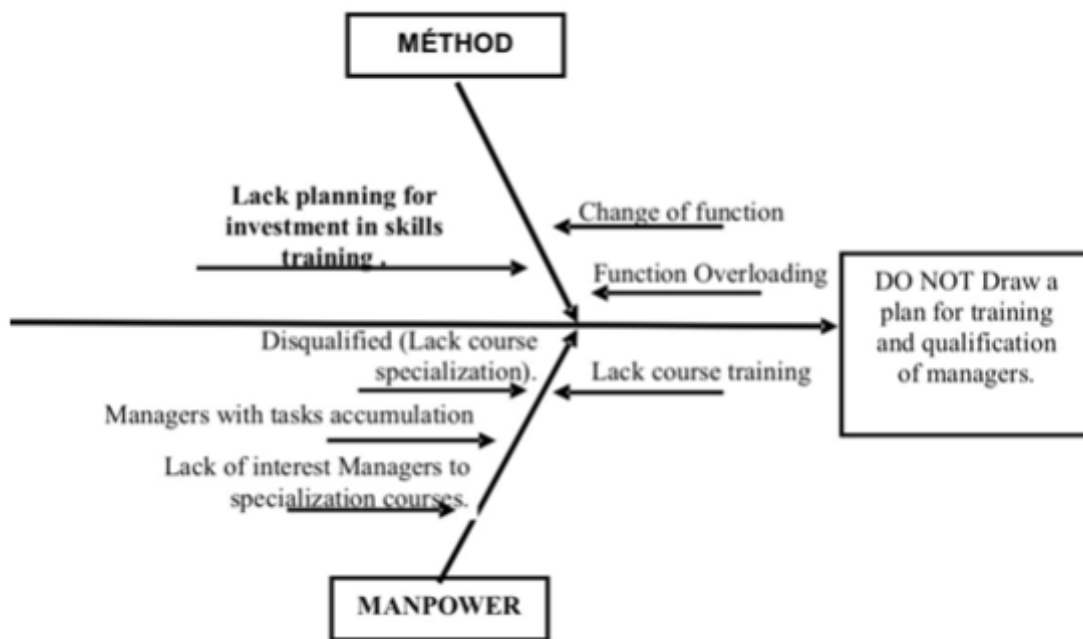 MÉTHOD
Lack planning for
investment in skills
training .
Change of function
Function Overloading
DO NOT Draw a
plan for training
and qualification
of managers.
Disqualified (Lack course
specialization).
Lack course training
Managers with tasks accumulation
Lack of interest Managers to
specialization courses.
MANPOWER